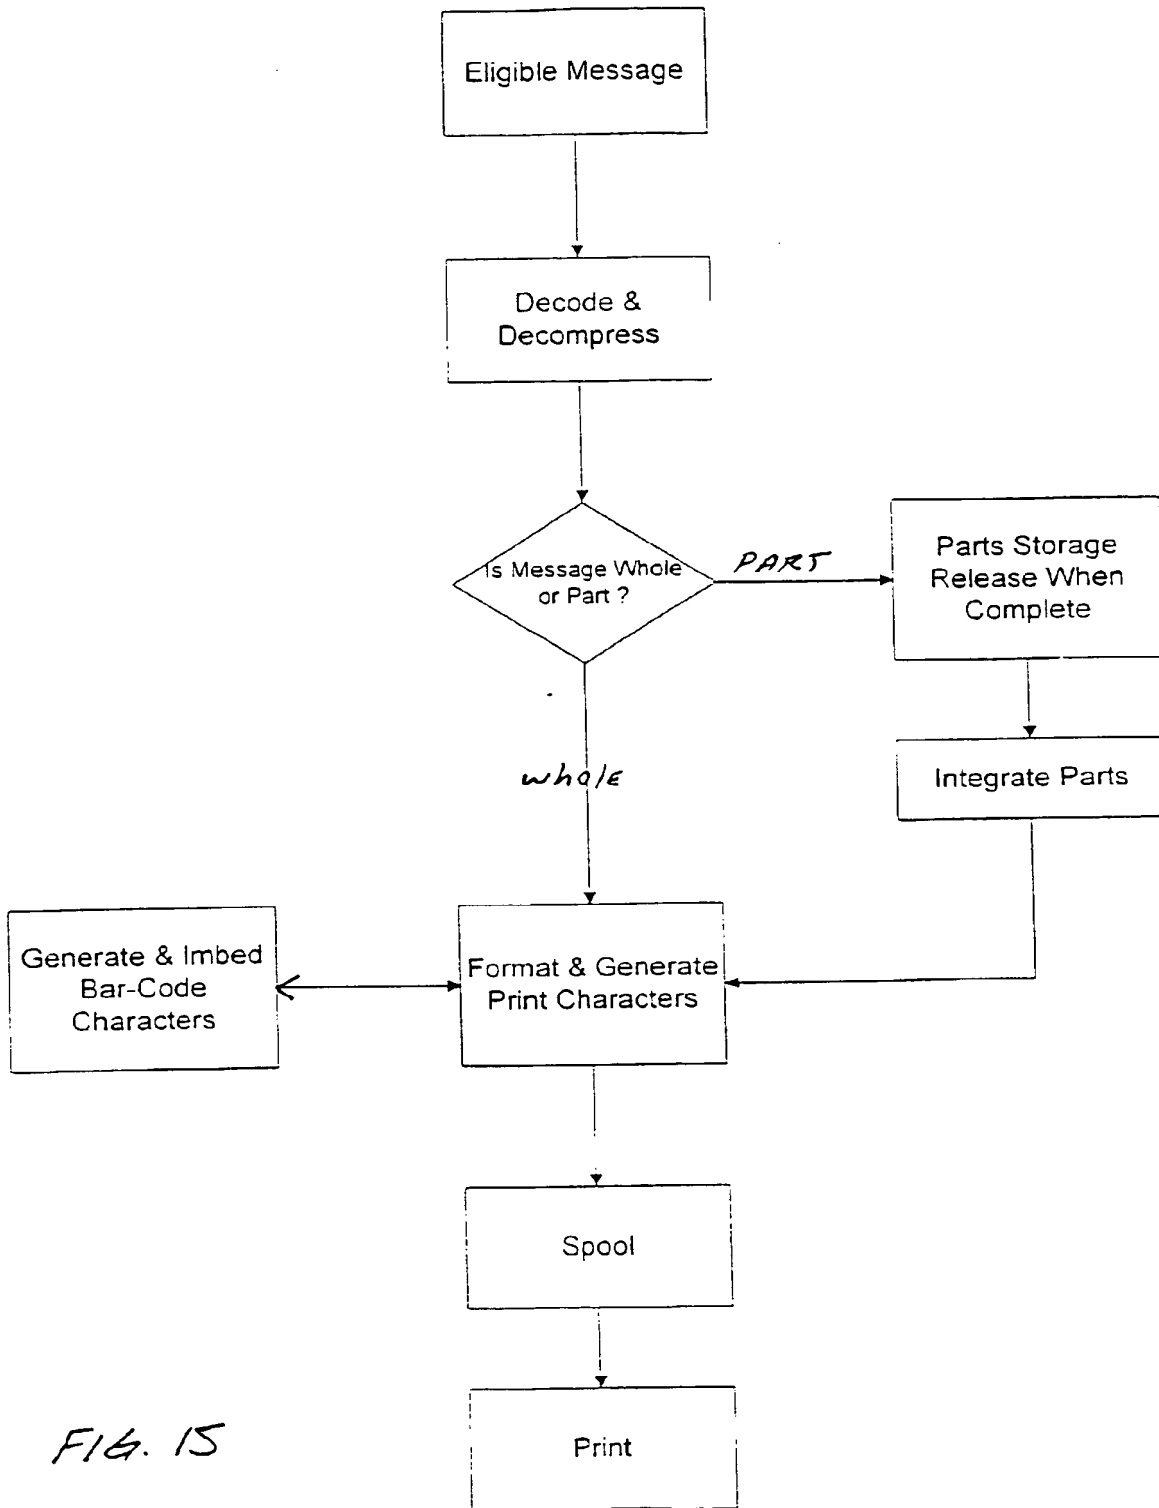 Eligible Message
Decode &
Decompress
Is Message Whole
or Part ?
PART
Parts Storage
Release When
Complete
whole
Integrate Parts
Generate & Imbed
Bar-Code
Characters
Format & Generate
Print Characters
Spool
Print
FIG. 15